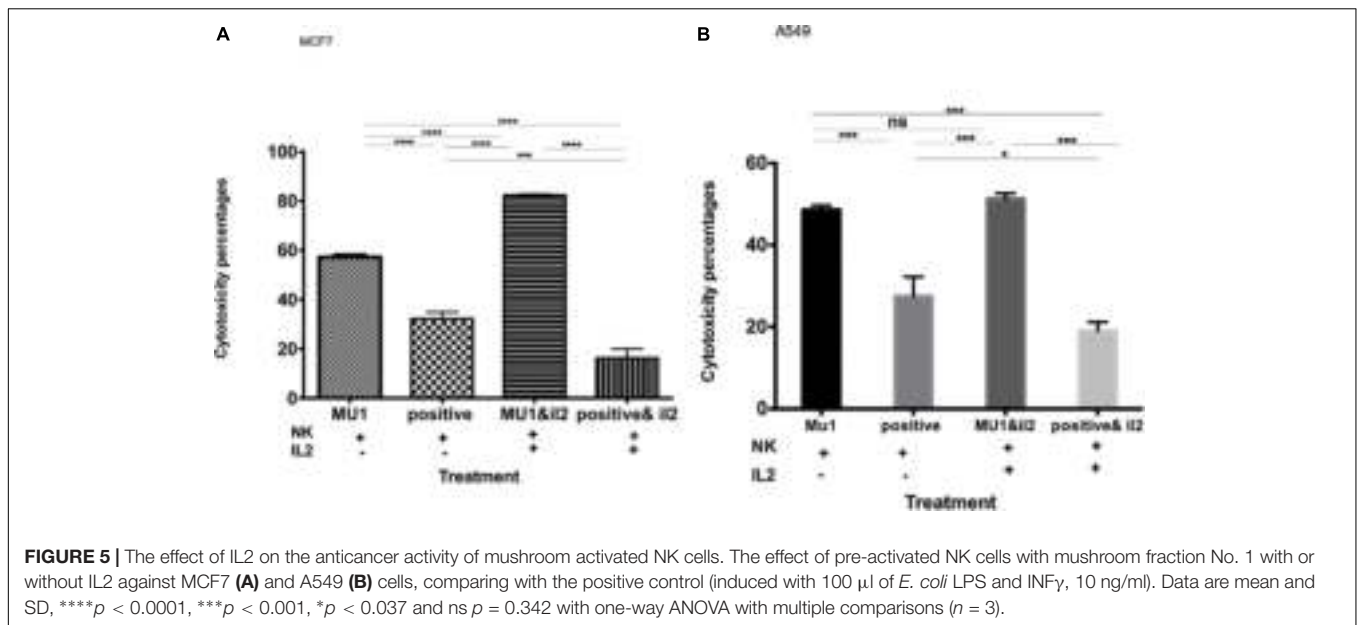 A
MCF7
B
A549
**** 
****
**** **** ****
***
***
ns
*** *** ***
*
Cytotoxicity percentages
100
80
60
40
20
0
MU1 positive MU1&il2 positive& il2
NK + + + +
IL2 - - + +
Treatment
Cytotoxicity percentages
60
40
20
0
Mu1 positive MU1&il2 positive& il2
NK + + + +
IL2 - - + +
Treatment
FIGURE 5 | The effect of IL2 on the anticancer activity of mushroom activated NK cells. The effect of pre-activated NK cells with mushroom fraction No. 1 with or
without IL2 against MCF7 (A) and A549 (B) cells, comparing with the positive control (induced with 100 μl of E. coli LPS and INFγ, 10 ng/ml). Data are mean and
SD, ****p < 0.0001, ***p < 0.001, *p < 0.037 and ns p = 0.342 with one-way ANOVA with multiple comparisons (n = 3).